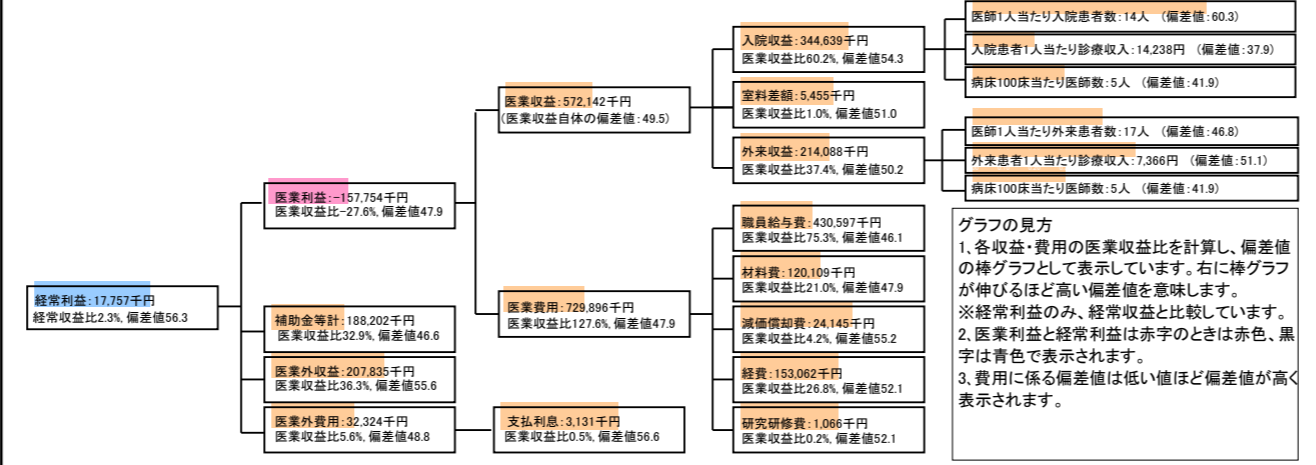 医師1人当たり入院患者数:14人 (偏差値:60.3)
入院患者1人当たり診療収入:14,238円 (偏差値:37.9)
病床100床当たり医師数:5人 (偏差値:41.9)
入院収益:344,639千円
医業収益比60.2%, 偏差値54.3
室料差額:5,455千円
医業収益比1.0%, 偏差値51.0
外来収益:214,088千円
医業収益比37.4%, 偏差値50.2
医業収益:572,142千円
(医業収益自体の偏差値:49.5)
医師1人当たり外来患者数:17人 (偏差値:46.8)
外来患者1人当たり診療収入:7,366円 (偏差値:51.1)
病床100床当たり医師数:5人 (偏差値:41.9)
医業利益:-157,754千円
医業収益比-27.6%, 偏差値47.9
職員給与費:430,597千円
医業収益比75.3%, 偏差値46.1
材料費:120,109千円
医業収益比21.0%, 偏差値47.9
減価償却費:24,145千円
医業収益比4.2%, 偏差値55.2
経費:153,062千円
医業収益比26.8%, 偏差値52.1
研究研修費:1,066千円
医業収益比0.2%, 偏差値52.1
医業費用:729,896千円
医業収益比127.6%, 偏差値47.9
経常利益:17,757千円
経常収益比2.3%, 偏差値56.3
補助金等計:188,202千円
医業収益比32.9%, 偏差値46.6
医業外収益:207,835千円
医業収益比36.3%, 偏差値55.6
医業外費用:32,324千円
医業収益比5.6%, 偏差値48.8
支払利息:3,131千円
医業収益比0.5%, 偏差値56.6
グラフの見方
1、各収益・費用の医業収益比を計算し、偏差値
の棒グラフとして表示しています。右に棒グラフ
が伸びるほど高い偏差値を意味します。
※経常利益のみ、経常収益と比較しています。
2、医業利益と経常利益は赤字のときは赤色、黒
字は青色で表示されます。
3、費用に係る偏差値は低い値ほど偏差値が高く
表示されます。